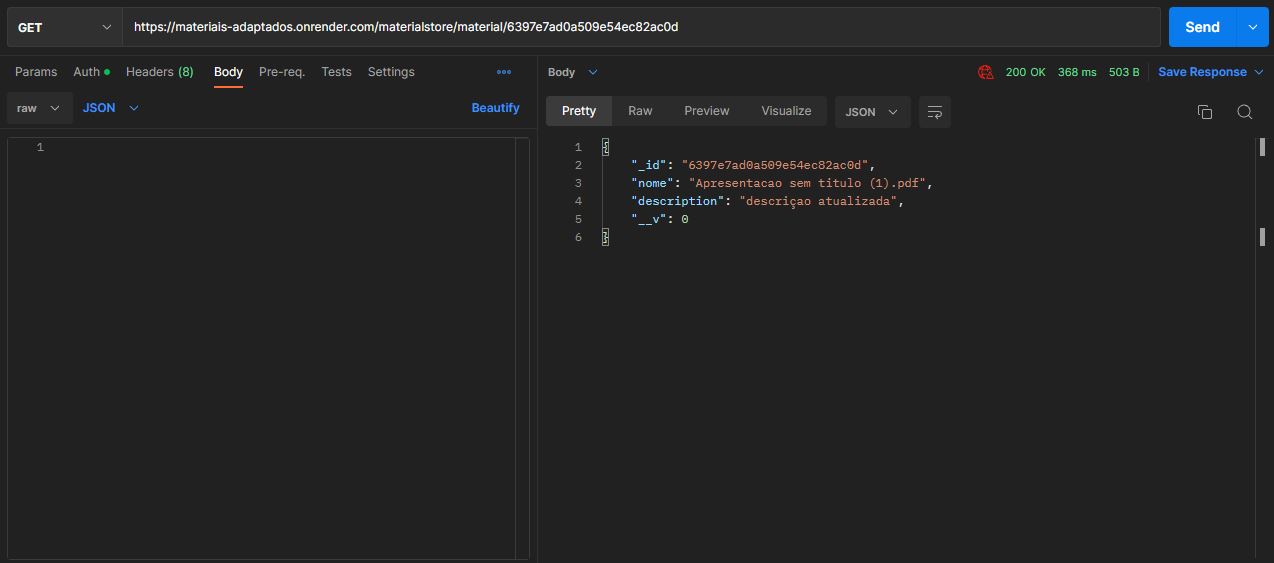 GET https://materiais-adaptados.onrender.com/materialstore/material/6397e7ad0a509e54ec82ac0d Send
Params Auth Headers (8) Body Pre-req. Tests Settings
raw JSON Beautify
1
Body 200 OK 368 ms 503 B Save Response
Pretty Raw Preview Visualize JSON
1 {
2 "_id": "6397e7ad0a509e54ec82ac0d",
3 "nome": "Apresentacao sem titulo (1).pdf",
4 "description": "descriçao atualizada",
5 "__v": 0
6 }